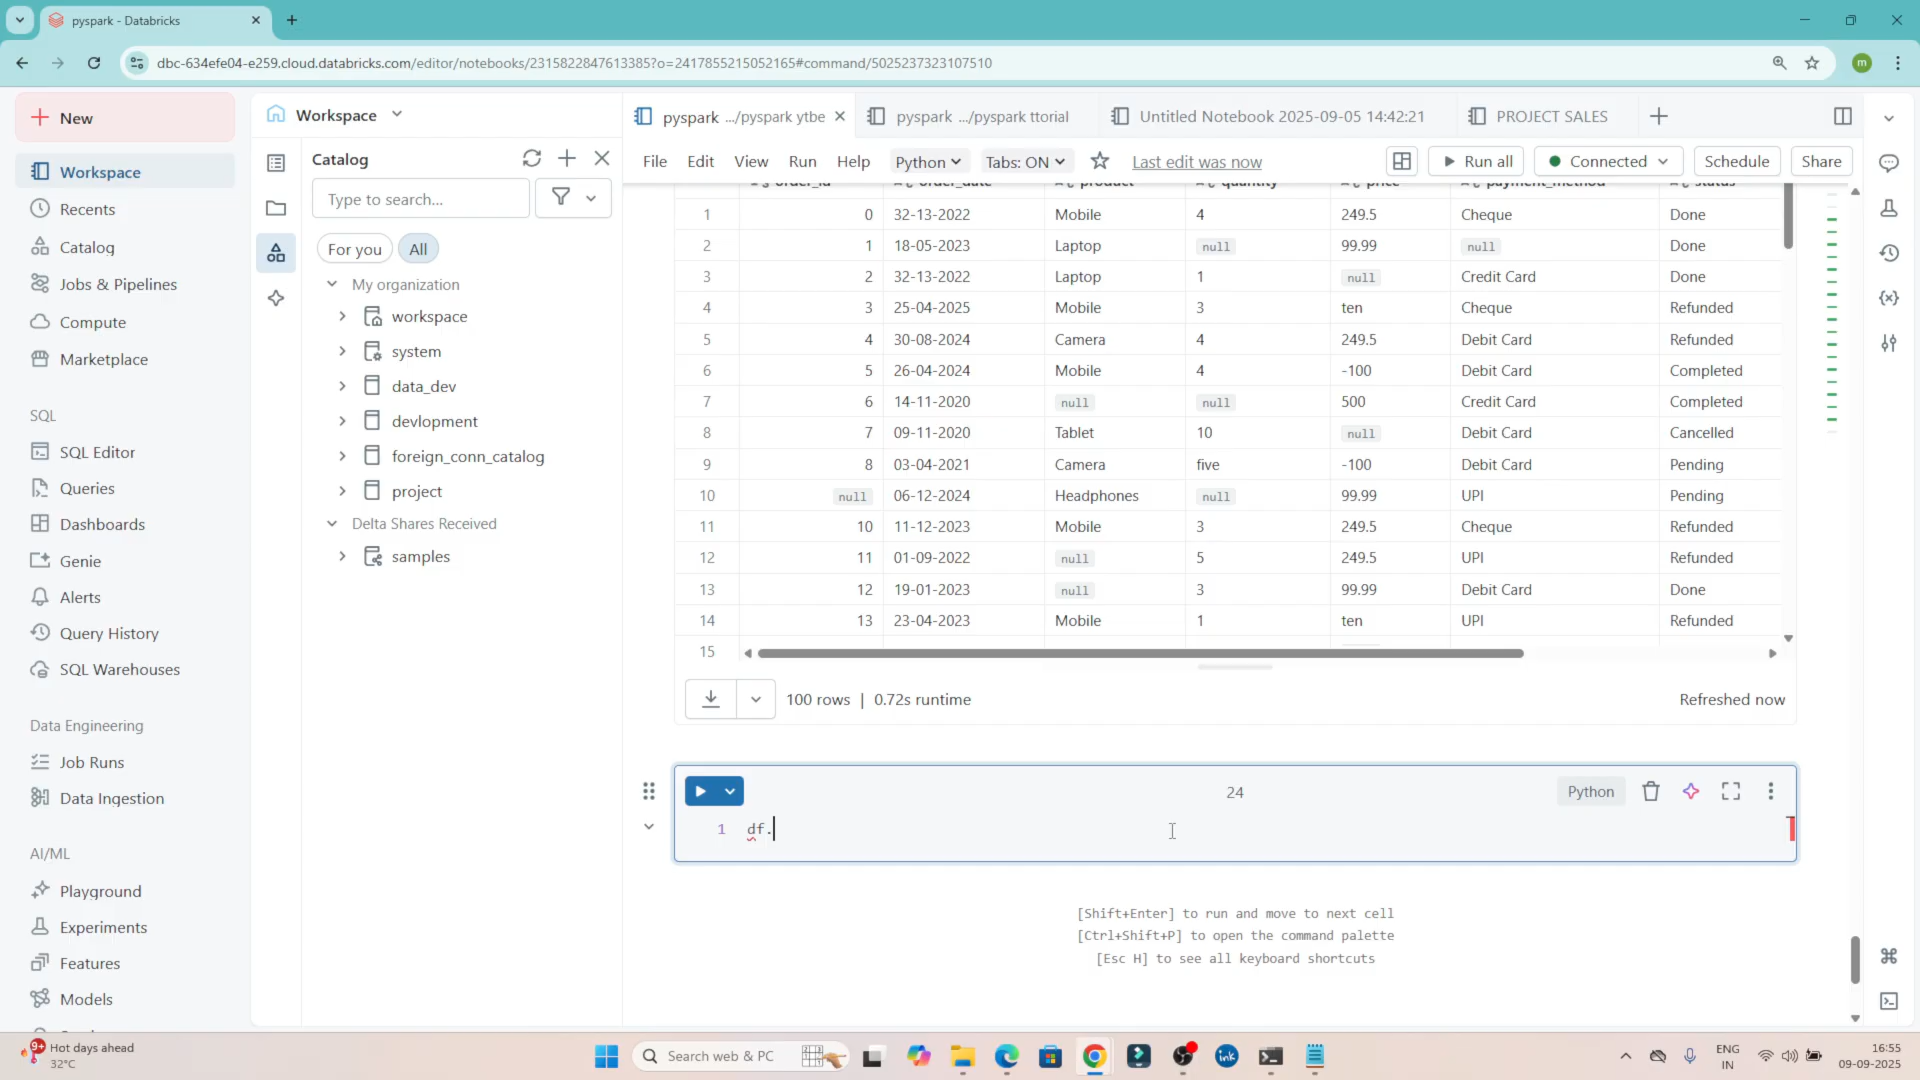 pyspark - Databricks
dbc-634efe04-e259.cloud.databricks.com/editor/notebooks/2315822847613385?o=2417855215052165#command/5025237323107510
m
New
Workspace
Recents
Catalog
Jobs & Pipelines
Compute
Marketplace
SQL
SQL Editor
Queries
Dashboards
Genie
Alerts
Query History
SQL Warehouses
Data Engineering
Job Runs
Data Ingestion
AI/ML
Playground
Experiments
Features
Models
Workspace
Catalog
Type to search...
For you All
My organization
workspace
system
data_dev
devlopment
foreign_conn_catalog
project
Delta Shares Received
samples
pyspark .../pyspark ytbe
pyspark .../pyspark ttorial
Untitled Notebook 2025-09-05 14:42:21
PROJECT SALES
File Edit View Run Help Python Tabs: ON Last edit was now Run all Connected Schedule Share
order_id order_date product quantity price payment_method status
1 0 32-13-2022 Mobile 4 249.5 Cheque Done
2 1 18-05-2023 Laptop null 99.99 null Done
3 2 32-13-2022 Laptop 1 null Credit Card Done
4 3 25-04-2025 Mobile 3 ten Cheque Refunded
5 4 30-08-2024 Camera 4 249.5 Debit Card Refunded
6 5 26-04-2024 Mobile 4 -100 Debit Card Completed
7 6 14-11-2020 null null 500 Credit Card Completed
8 7 09-11-2020 Tablet 10 null Debit Card Cancelled
9 8 03-04-2021 Camera five -100 Debit Card Pending
10 null 06-12-2024 Headphones null 99.99 UPI Pending
11 10 11-12-2023 Mobile 3 249.5 Cheque Refunded
12 11 01-09-2022 null 5 249.5 UPI Refunded
13 12 19-01-2023 null 3 99.99 Debit Card Done
14 13 23-04-2023 Mobile 1 ten UPI Refunded
15
100 rows | 0.72s runtime
Refreshed now
24
Python
1 df.
[Shift+Enter] to run and move to next cell
[Ctrl+Shift+P] to open the command palette
[Esc H] to see all keyboard shortcuts
9+
Hot days ahead
32°C
Search web & PC
ink
ENG
IN
16:55
09-09-2025